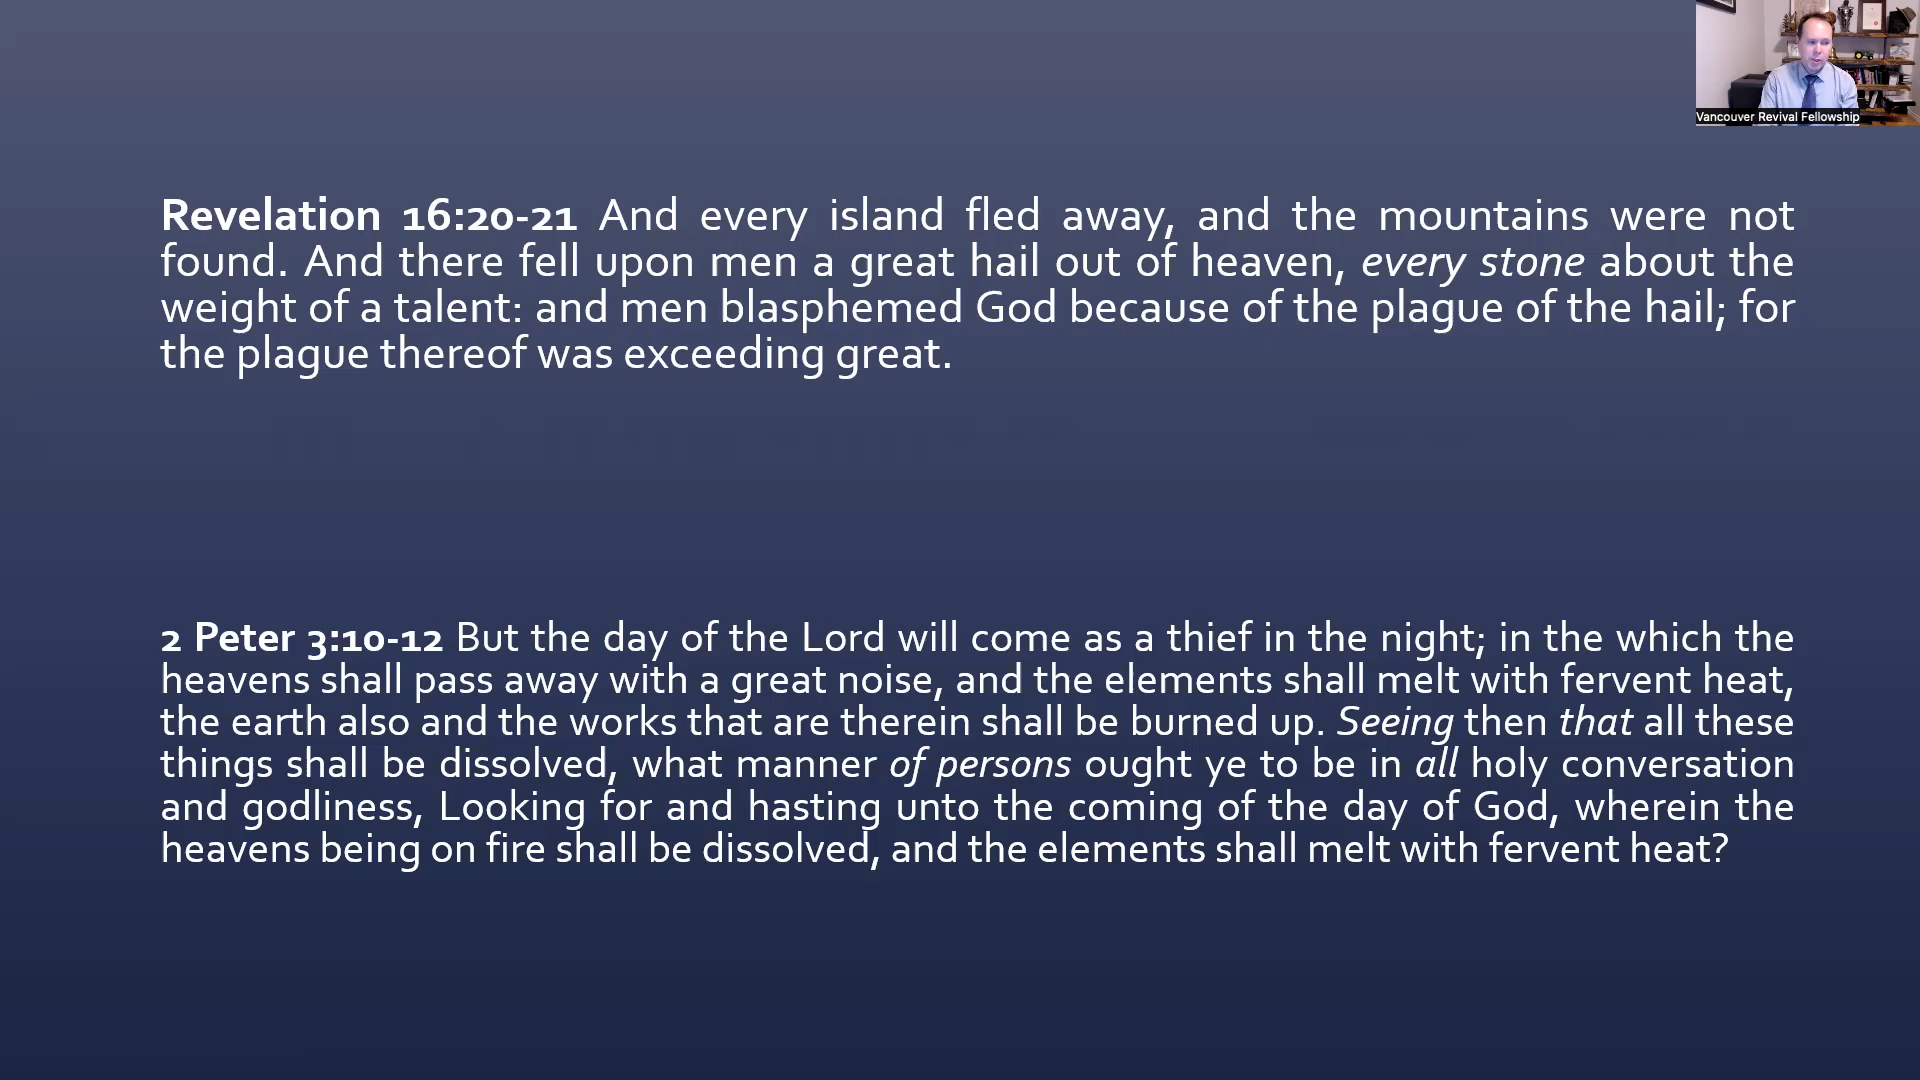 Vancouver Revival Fellowship
Revelation 16:20-21 And every island fled away, and the mountains were not
found. And there fell upon men a great hail out of heaven, every stone about the
weight of a talent: and men blasphemed God because of the plague of the hail; for
the plague thereof was exceeding great.
2 Peter 3:10-12 But the day of the Lord will come as a thief in the night; in the which the
heavens shall pass away with a great noise, and the elements shall melt with fervent heat,
the earth also and the works that are therein shall be burned up. Seeing then that all these
things shall be dissolved, what manner of persons ought ye to be in all holy conversation
and godliness, Looking for and hasting unto the coming of the day of God, wherein the
heavens being on fire shall be dissolved, and the elements shall melt with fervent heat?